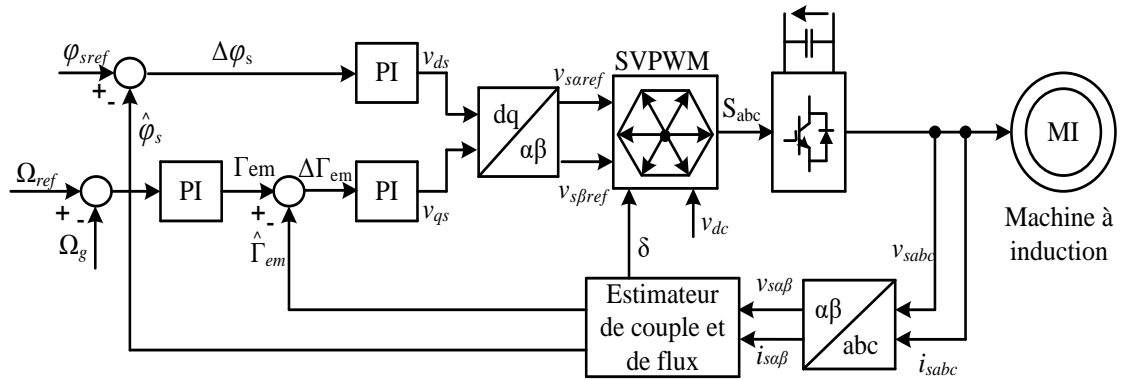 φsref
+ -
Δφs
PI
vds
φ̂s
dq
αβ
vsαref
vsβref
SVPWM
Sabc
MI
Machine à
induction
Ωref
+ -
Ωg
PI
Γem
+ -
ΔΓem
PI
vqs
Γ̂em
δ
vdc
Estimateur
de couple et
de flux
vsαβ
isαβ
αβ
abc
vsabc
isabc